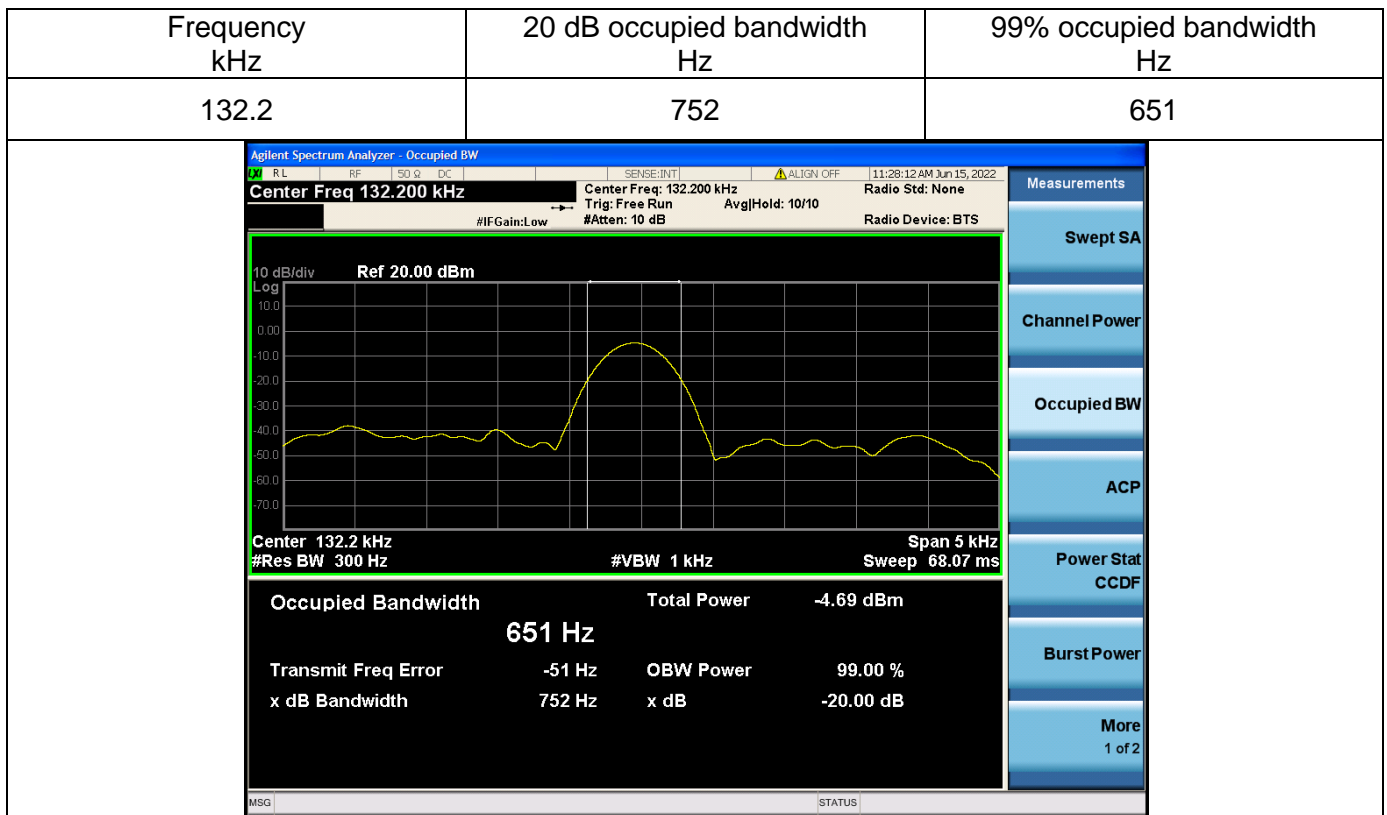 Frequency 20 dB occupied bandwidth 99% occupied bandwidth
kHz Hz Hz
132.2 752 651
Agilent Spectrum Analyzer - Occupied BW
LXI RL RF 50 Ω DC SENSE:INT ALIGN OFF 11:28:12 AM Jun 15, 2022
Center Freq 132.200 kHz Center Freq: 132.200 kHz Radio Std: None
Trig: Free Run Avg|Hold: 10/10
#IFGain:Low #Atten: 10 dB Radio Device: BTS
10 dB/div Ref 20.00 dBm
Log
10.0
0.00
-10.0
-20.0
-30.0
-40.0
-50.0
-60.0
-70.0
Center 132.2 kHz Span 5 kHz
#Res BW 300 Hz #VBW 1 kHz Sweep 68.07 ms
Occupied Bandwidth Total Power -4.69 dBm
651 Hz
Transmit Freq Error -51 Hz OBW Power 99.00 %
x dB Bandwidth 752 Hz x dB -20.00 dB
MSG STATUS
Measurements
Swept SA
Channel Power
Occupied BW
ACP
Power Stat
CCDF
Burst Power
More
1 of 2